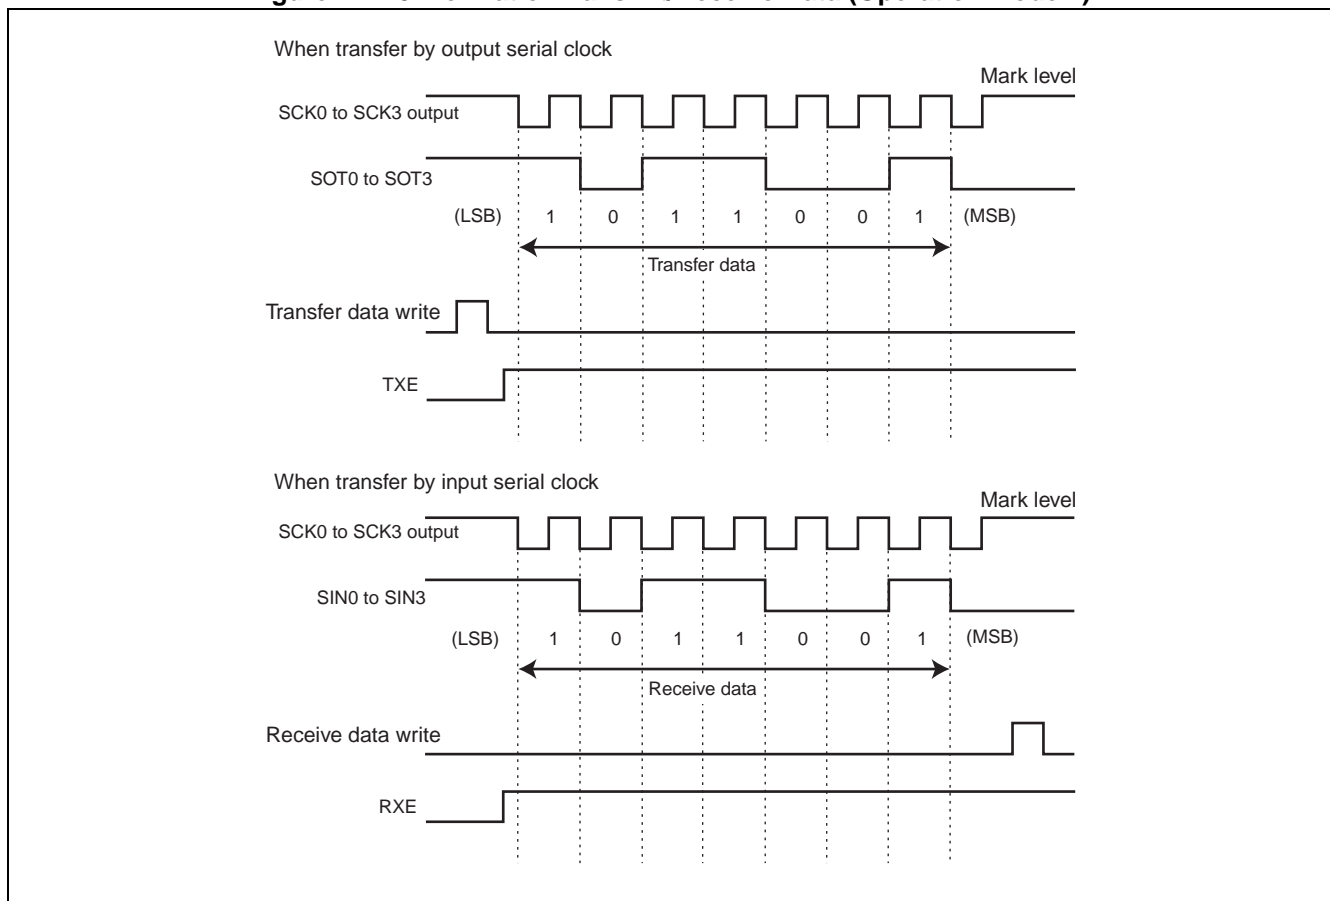 When transfer by output serial clock
Mark level
SCK0 to SCK3 output
SOT0 to SOT3
(LSB) 1 0 1 1 0 0 1 (MSB)
Transfer data
Transfer data write
TXE
When transfer by input serial clock
Mark level
SCK0 to SCK3 output
SIN0 to SIN3
(LSB) 1 0 1 1 0 0 1 (MSB)
Receive data
Receive data write
RXE